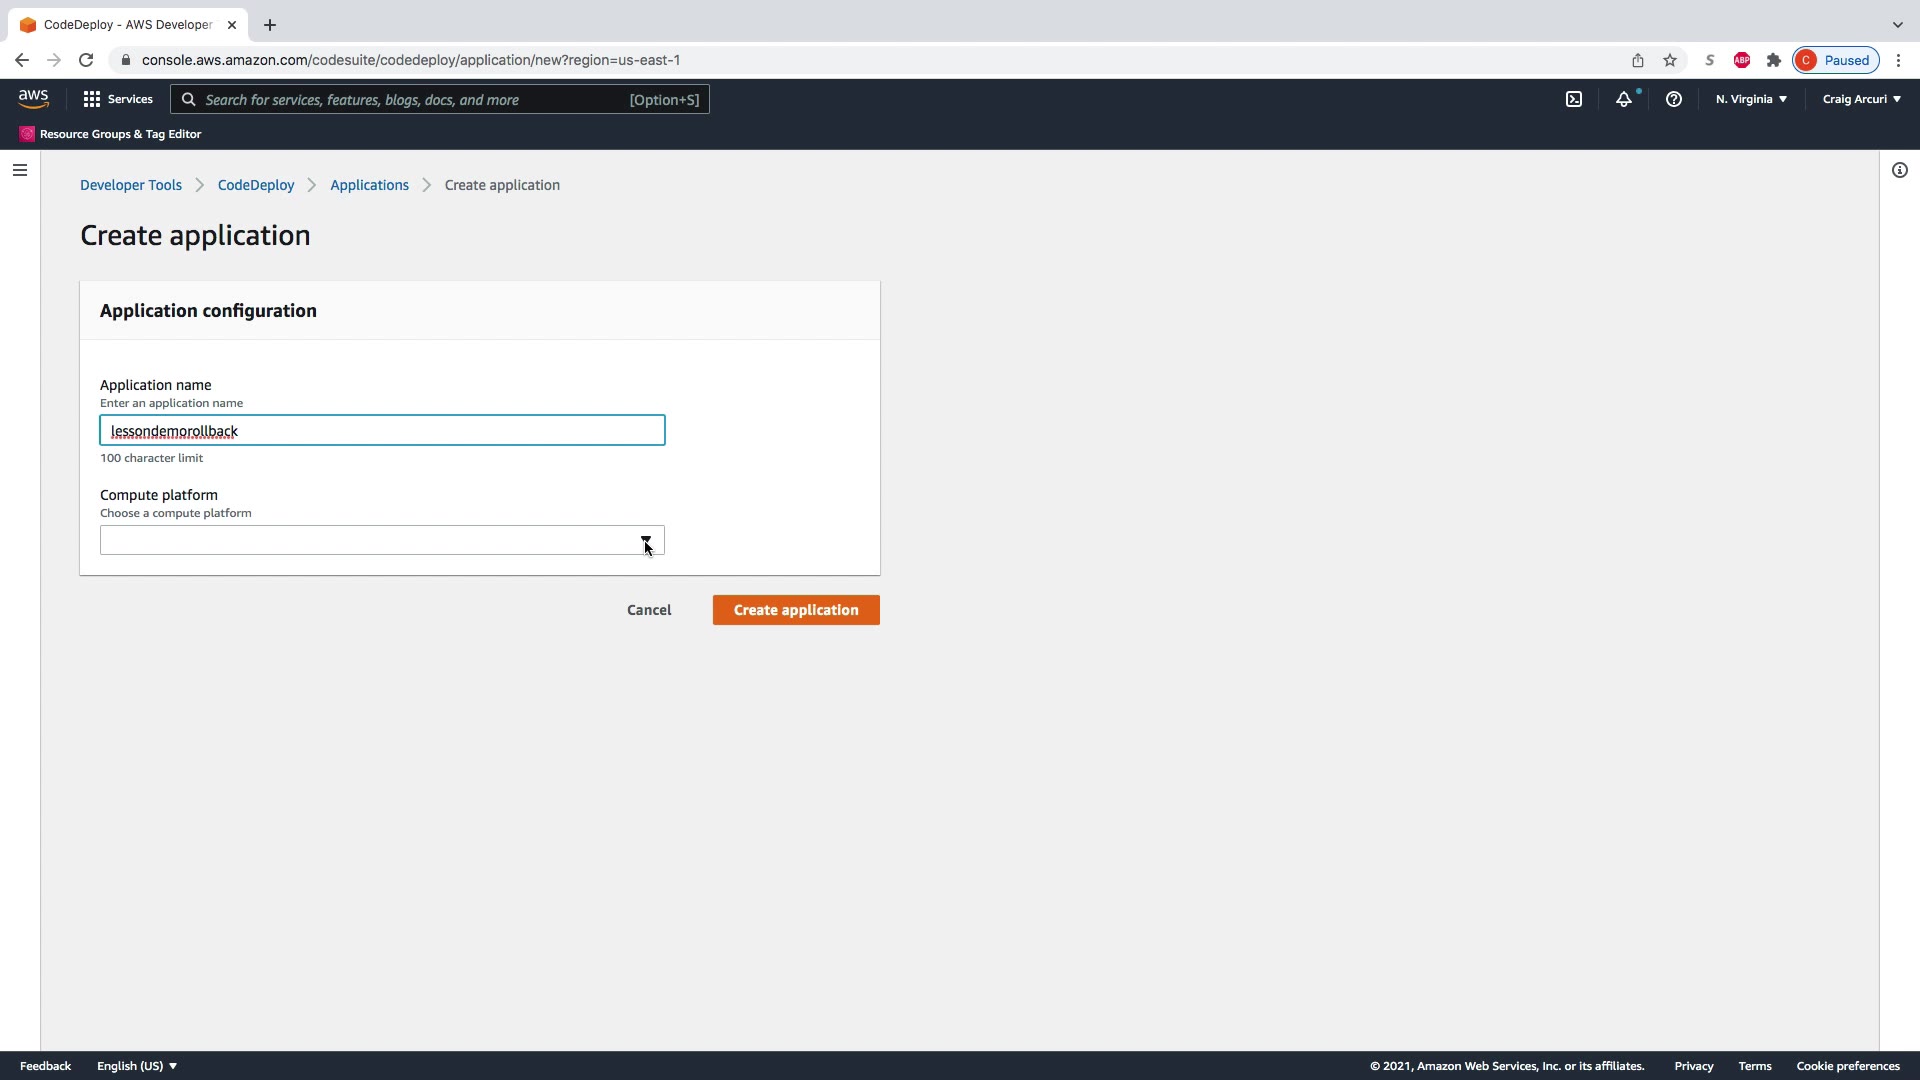 CodeDeploy - AWS Developer
console.aws.amazon.com/codesuite/codedeploy/application/new?region=us-east-1
S
ABP
C
Paused
aws
Services
Search for services, features, blogs, docs, and more
[Option+S]
N. Virginia
Craig Arcuri
Resource Groups & Tag Editor
Developer Tools
CodeDeploy
Applications
Create application
Create application
Application configuration
Application name
Enter an application name
lessondemorollback
100 character limit
Compute platform
Choose a compute platform
Cancel
Create application
Feedback
English (US)
© 2021, Amazon Web Services, Inc. or its affiliates.
Privacy
Terms
Cookie preferences